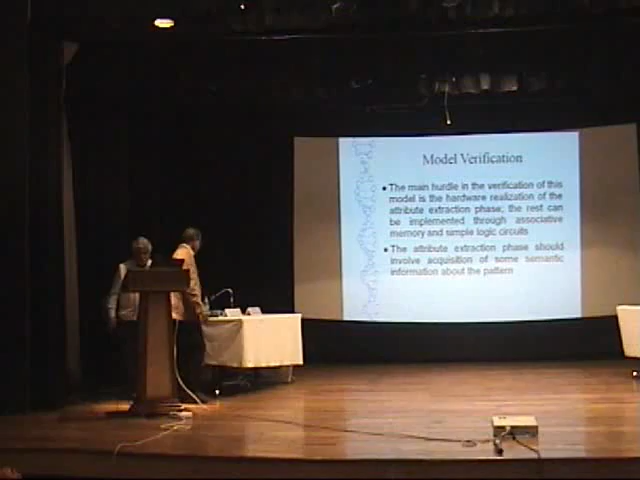 Model Verification
• The main hurdle in the verification of this
model is the hardware realization of the
attribute extraction phase; the rest can
be implemented through associative
memory and simple logic circuits
• The attribute extraction phase should
involve acquisition of some semantic
information about the pattern